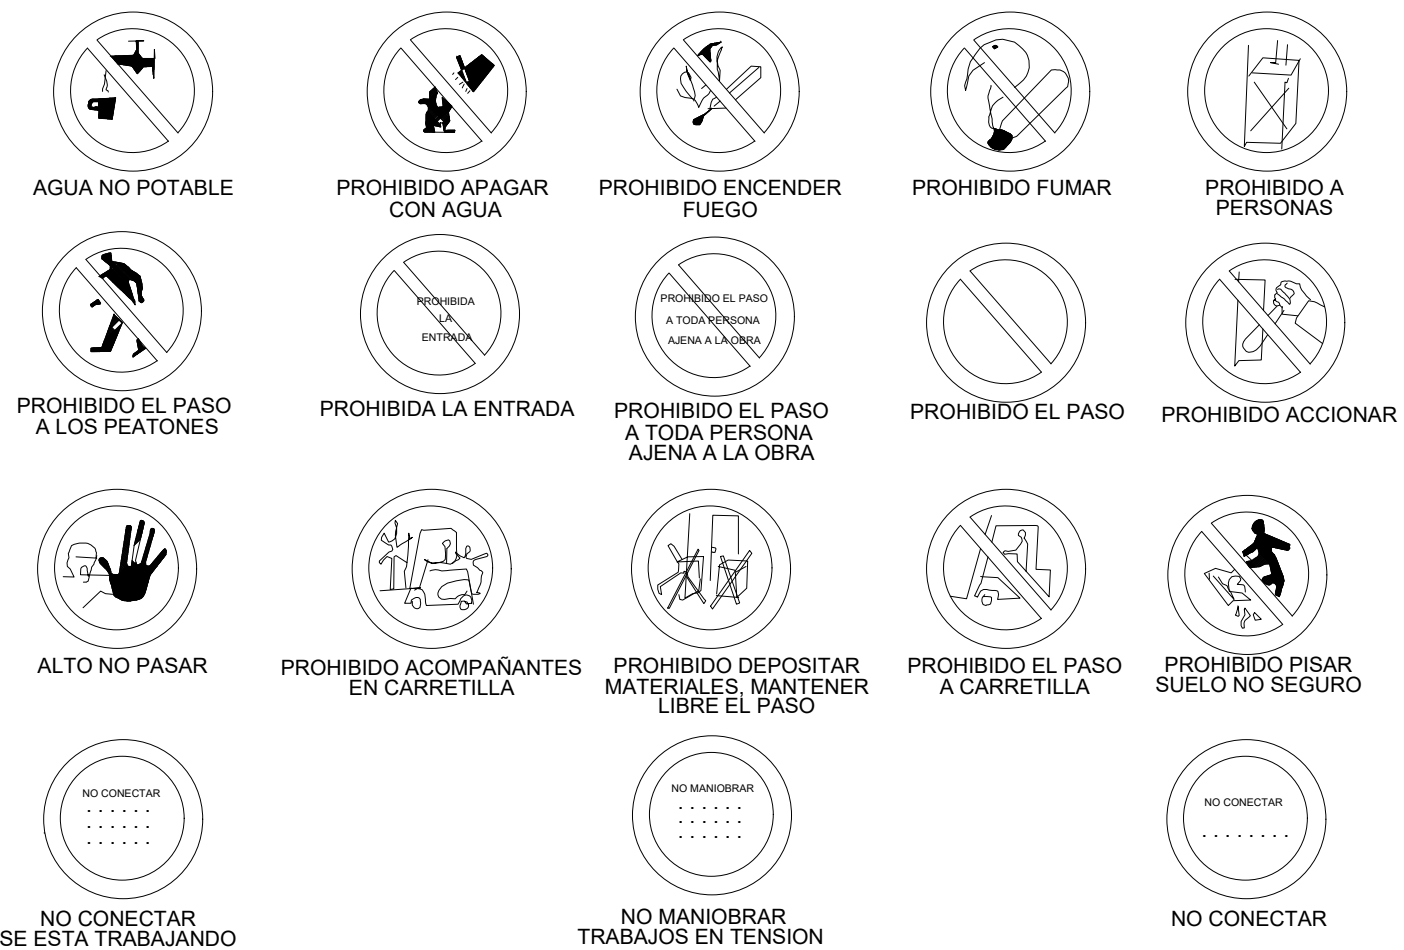 AGUA NO POTABLE
PROHIBIDO APAGAR
CON AGUA
PROHIBIDO ENCENDER
FUEGO
PROHIBIDO FUMAR
PROHIBIDO A
PERSONAS
PROHIBIDO EL PASO
A LOS PEATONES
PROHIBIDA
LA
ENTRADA
PROHIBIDA LA ENTRADA
PROHIBIDO EL PASO
A TODA PERSONA
AJENA A LA OBRA
PROHIBIDO EL PASO
A TODA PERSONA
AJENA A LA OBRA
PROHIBIDO EL PASO
PROHIBIDO ACCIONAR
ALTO NO PASAR
PROHIBIDO ACOMPAÑANTES
EN CARRETILLA
PROHIBIDO DEPOSITAR
MATERIALES, MANTENER
LIBRE EL PASO
PROHIBIDO EL PASO
A CARRETILLA
PROHIBIDO PISAR
SUELO NO SEGURO
NO CONECTAR
NO CONECTAR
SE ESTA TRABAJANDO
NO MANIOBRAR
NO MANIOBRAR
TRABAJOS EN TENSION
NO CONECTAR
NO CONECTAR